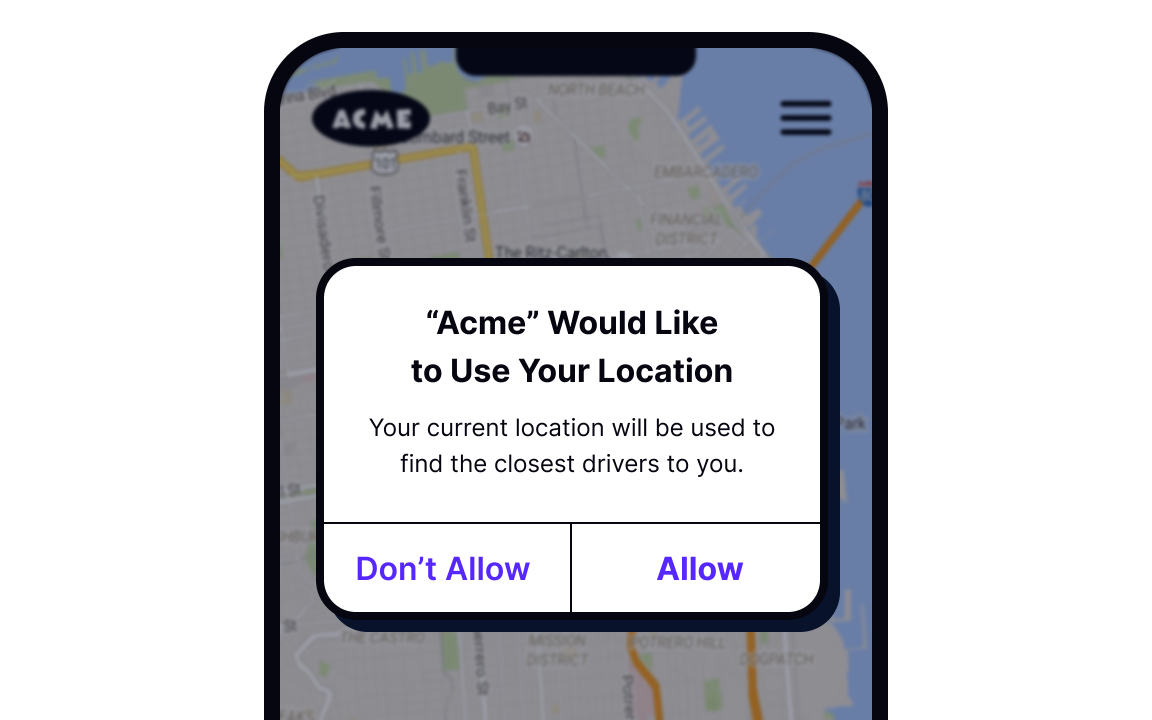 NORTH BEACH
Bay St
ACME
Lombard Street
101
EMBARCADERO
Franklin St
Fillmore St
FINANCIAL
DISTRICT
The Ritz-Carlton
“Acme” Would Like
to Use Your Location
Your current location will be used to
find the closest drivers to you.
Park
St
Don’t Allow
Allow
St
THE CASTRO
MISSION
DISTRICT
POTRERO HILL
DOGPATCH